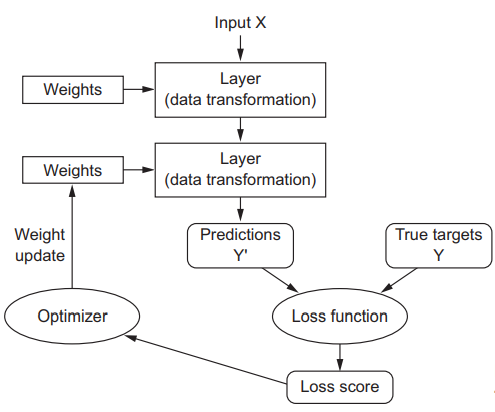 Input X
Weights
Layer
(data transformation)
Weights
Layer
(data transformation)
Weight
update
Predictions
Y'
True targets
Y
Optimizer
Loss function
Loss score